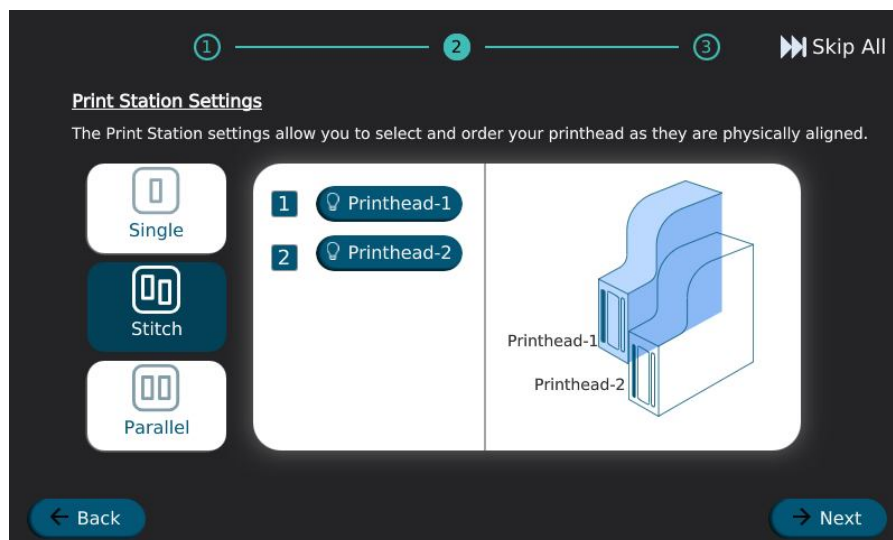 1
2
3
Skip All
Print Station Settings
The Print Station settings allow you to select and order your printhead as they are physically aligned.
Single
Stitch
Parallel
1 Printhead-1
2 Printhead-2
Printhead-1
Printhead-2
Back
Next